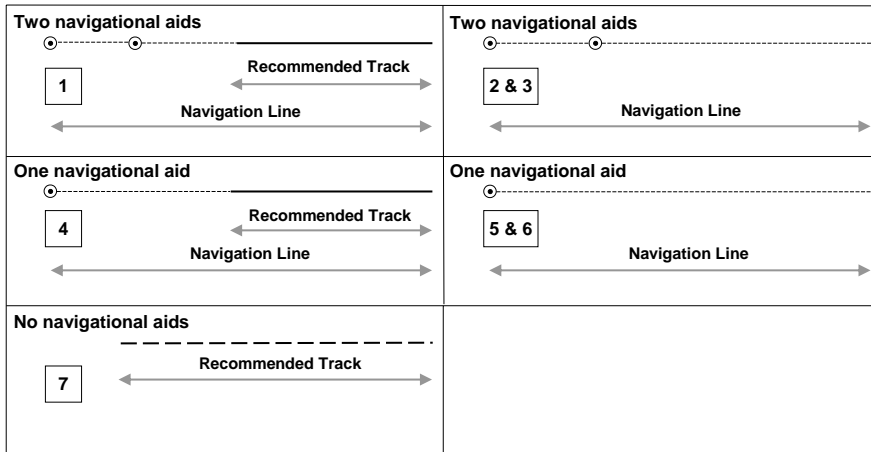 Two navigational aids
Recommended Track
1
Navigation Line
Two navigational aids
2 & 3
Navigation Line
One navigational aid
Recommended Track
4
Navigation Line
One navigational aid
5 & 6
Navigation Line
No navigational aids
Recommended Track
7